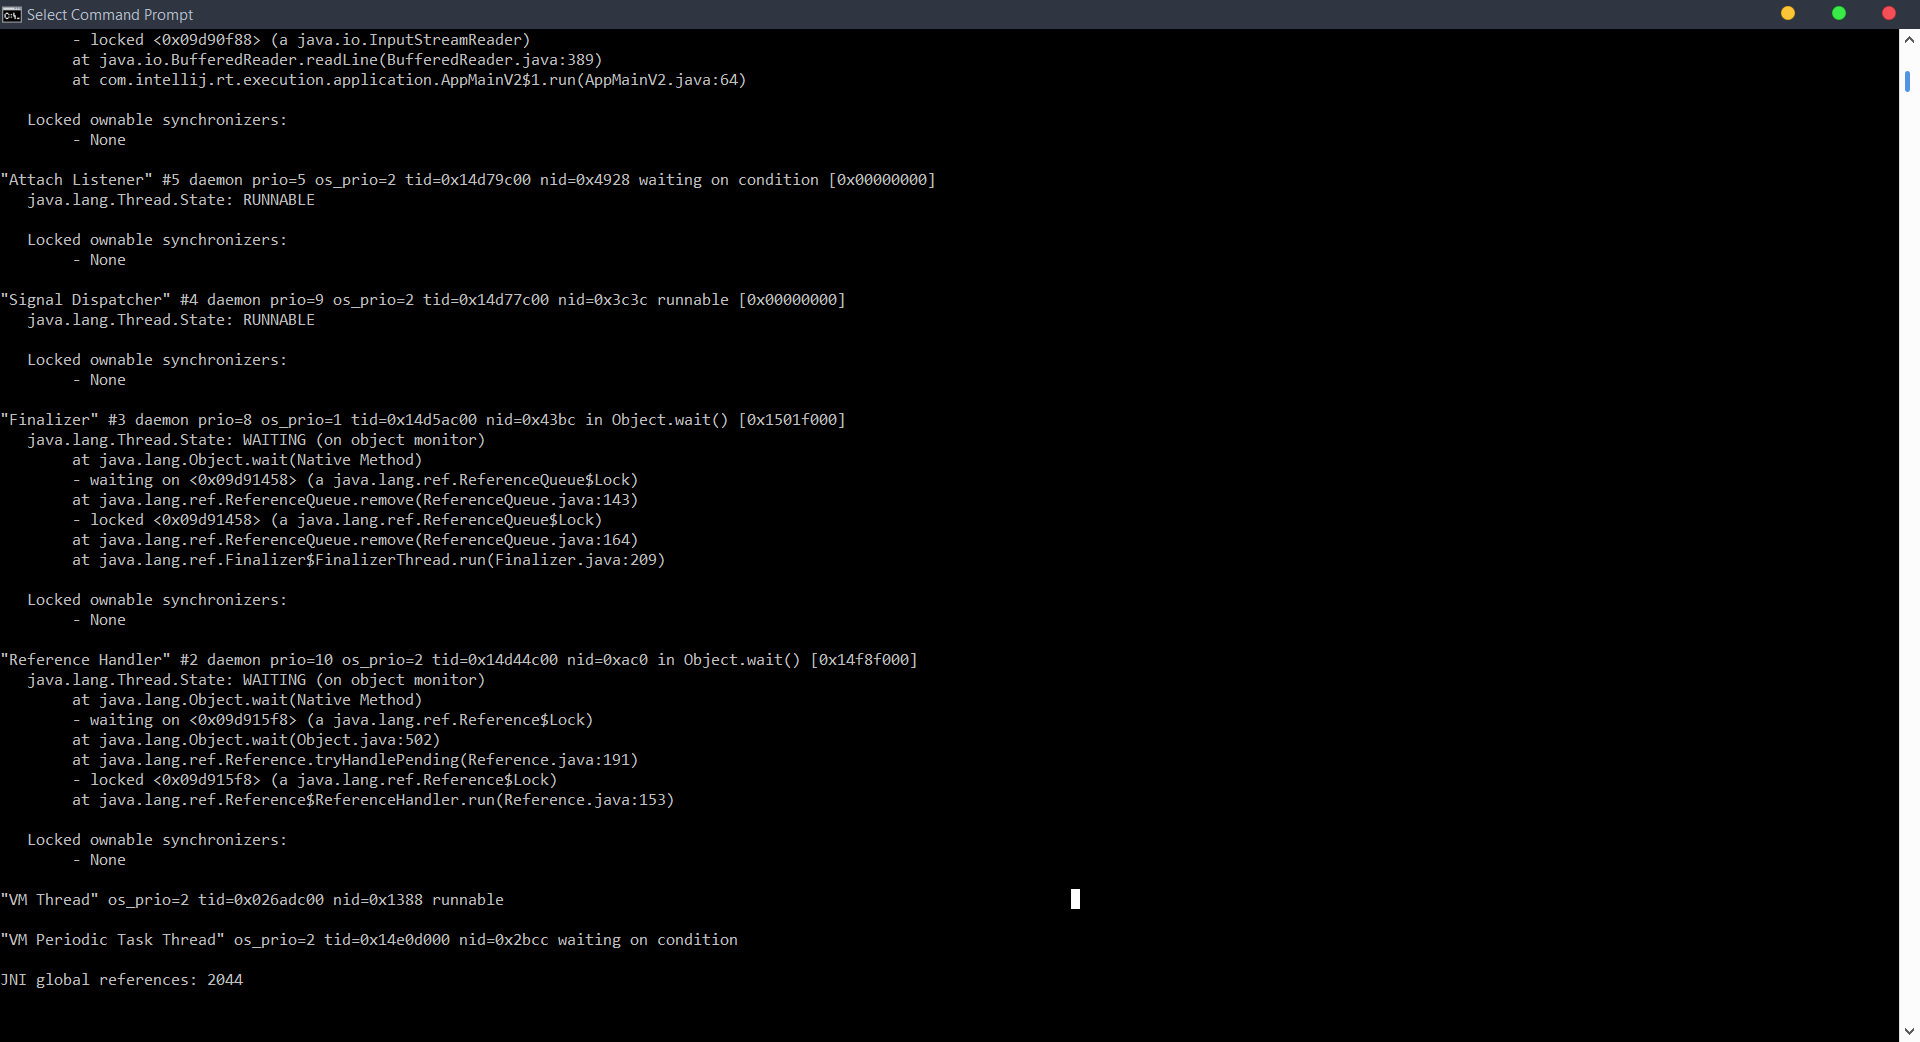 Select Command Prompt
- locked <0x09d90f88> (a java.io.InputStreamReader)
at java.io.BufferedReader.readLine(BufferedReader.java:389)
at com.intellij.rt.execution.application.AppMainV2$1.run(AppMainV2.java:64)
Locked ownable synchronizers:
- None
"Attach Listener" #5 daemon prio=5 os_prio=2 tid=0x14d79c00 nid=0x4928 waiting on condition [0x00000000]
java.lang.Thread.State: RUNNABLE
Locked ownable synchronizers:
- None
"Signal Dispatcher" #4 daemon prio=9 os_prio=2 tid=0x14d77c00 nid=0x3c3c runnable [0x00000000]
java.lang.Thread.State: RUNNABLE
Locked ownable synchronizers:
- None
"Finalizer" #3 daemon prio=8 os_prio=1 tid=0x14d5ac00 nid=0x43bc in Object.wait() [0x1501f000]
java.lang.Thread.State: WAITING (on object monitor)
at java.lang.Object.wait(Native Method)
- waiting on <0x09d91458> (a java.lang.ref.ReferenceQueue$Lock)
at java.lang.ref.ReferenceQueue.remove(ReferenceQueue.java:143)
- locked <0x09d91458> (a java.lang.ref.ReferenceQueue$Lock)
at java.lang.ref.ReferenceQueue.remove(ReferenceQueue.java:164)
at java.lang.ref.Finalizer$FinalizerThread.run(Finalizer.java:209)
Locked ownable synchronizers:
- None
"Reference Handler" #2 daemon prio=10 os_prio=2 tid=0x14d44c00 nid=0xac0 in Object.wait() [0x14f8f000]
java.lang.Thread.State: WAITING (on object monitor)
at java.lang.Object.wait(Native Method)
- waiting on <0x09d915f8> (a java.lang.ref.Reference$Lock)
at java.lang.Object.wait(Object.java:502)
at java.lang.ref.Reference.tryHandlePending(Reference.java:191)
- locked <0x09d915f8> (a java.lang.ref.Reference$Lock)
at java.lang.ref.Reference$ReferenceHandler.run(Reference.java:153)
Locked ownable synchronizers:
- None
"VM Thread" os_prio=2 tid=0x026adc00 nid=0x1388 runnable
"VM Periodic Task Thread" os_prio=2 tid=0x14e0d000 nid=0x2bcc waiting on condition
JNI global references: 2044